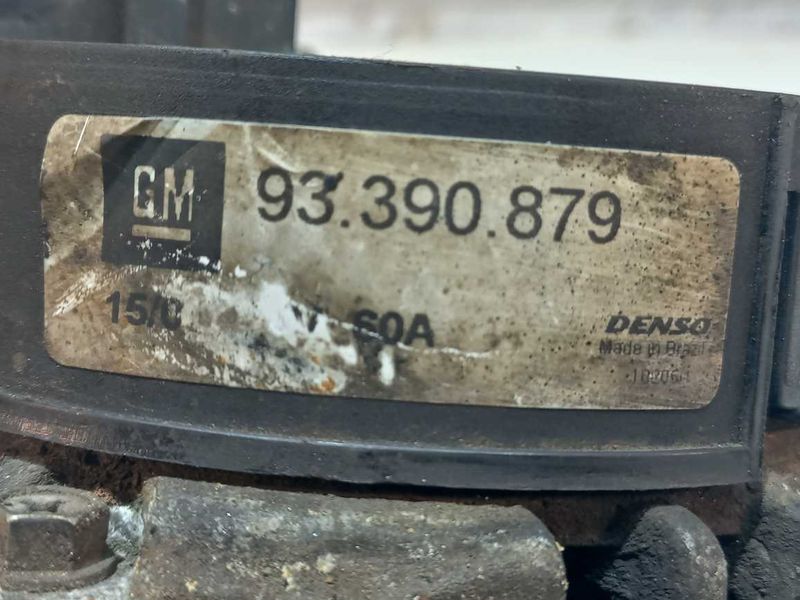 GM 93.390.879
60A
DENSO
Made in Brazil